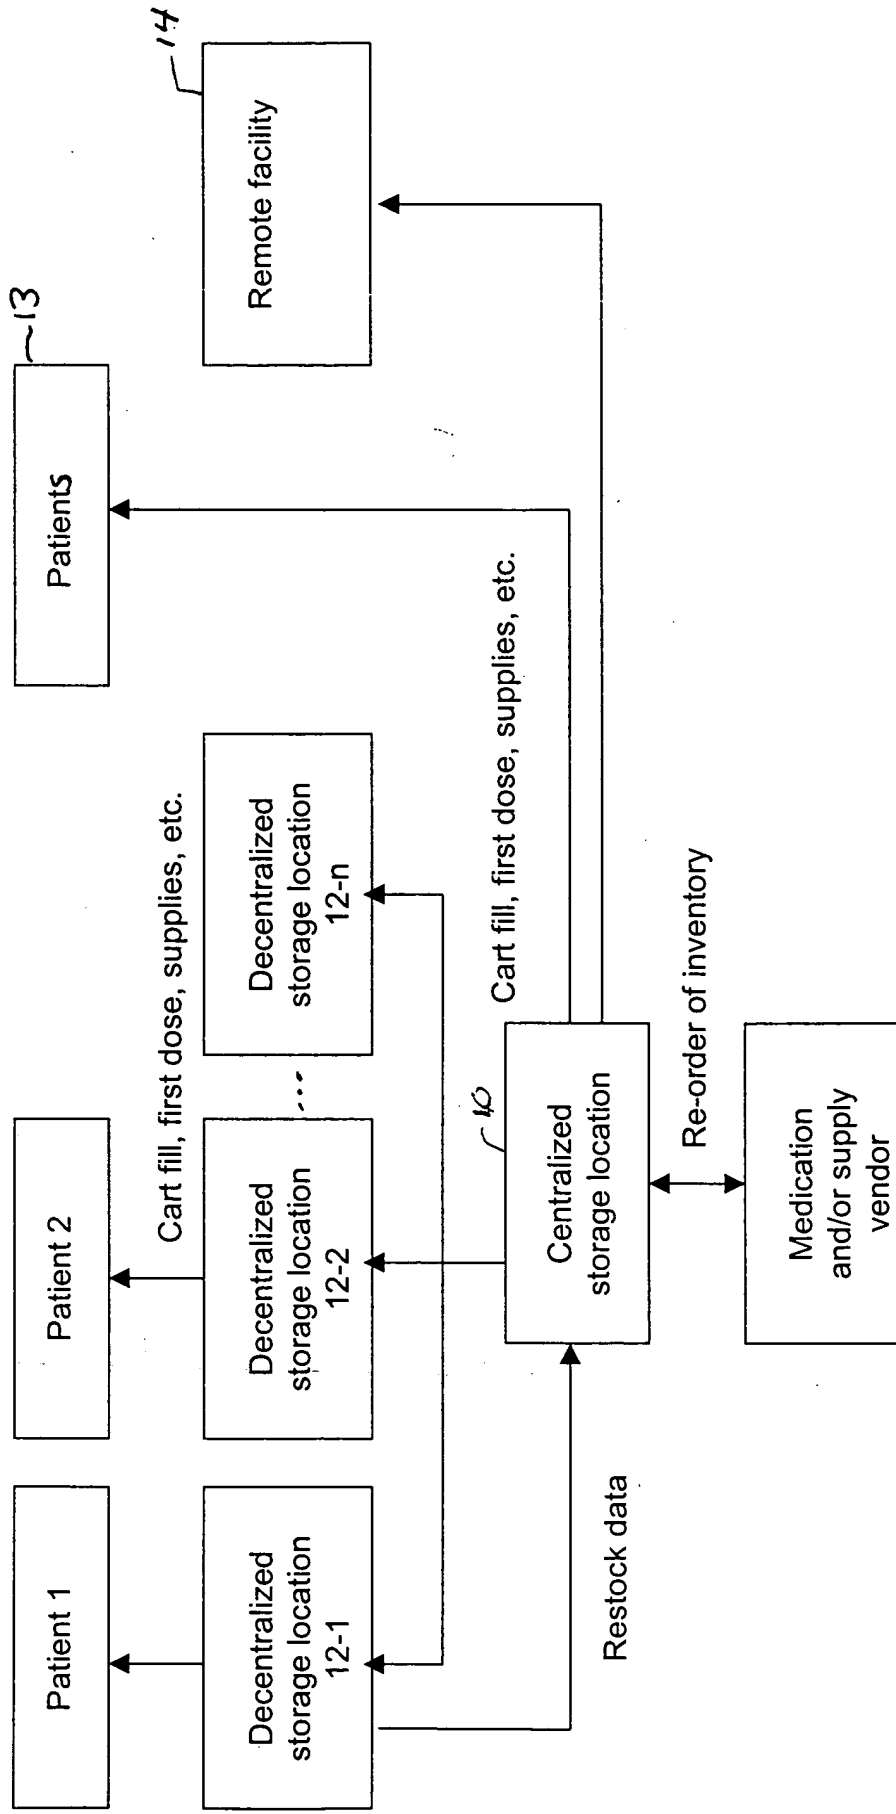 Patient 1
Patient 2
Patients
13
Cart fill, first dose, supplies, etc.
Decentralized
storage location
12-1
Decentralized
storage location
12-2
...
Decentralized
storage location
12-n
Remote facility
14
Cart fill, first dose, supplies, etc.
Restock data
Centralized
storage location
10
Re-order of inventory
Medication
and/or supply
vendor